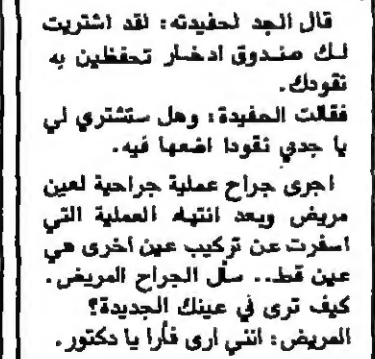 قال الجد لحفيدته: لقد اشتريت
لك صندوق ادخار تحفظين به
نقودك.
فقالت الحفيدة: وهل ستشتري لي
يا جدي نقودا اضعها فيه.
اجرى جراح عملية جراحية لعين
مريض وبعد انتهاء العملية التي
اسفرت عن تركيب عين اخرى هي
عين قط.. سأل الجراح المريض.
كيف ترى في عينك الجديدة؟
المريض: انني ارى فأرا يا دكتور.